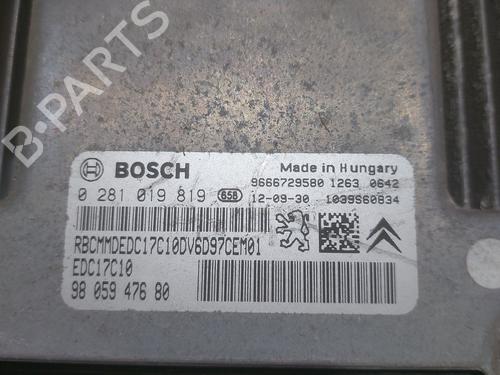 B-PARTS
BOSCH
Made in Hungary
9666729580 1263 0642
0 281 019 819 658 12-09-30 1039S60834
RBCMMDEDC17C10DV6D97CEM01
EDC17C10
98 059 476 80